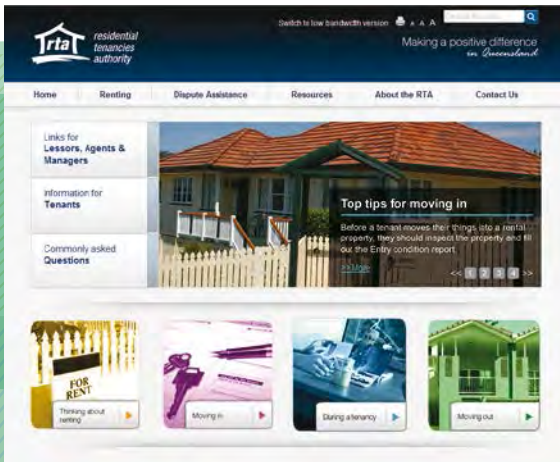 Switch to low bandwidth version A A A
rta residential
tenancies
authority
Making a positive difference
in Queensland
Home Renting Dispute Assistance Resources About the RTA Contact Us
Links for
Lessors, Agents &
Managers
Information for
Tenants
Commonly asked
Questions
Top tips for moving in
Before a tenant moves their things into a rental
property, they should inspect the property and fill
out the Entry condition report.
>> More
<< 1 2 3 4 >>
FOR
RENT
Thinking about
renting
Moving in
During a tenancy
Moving out